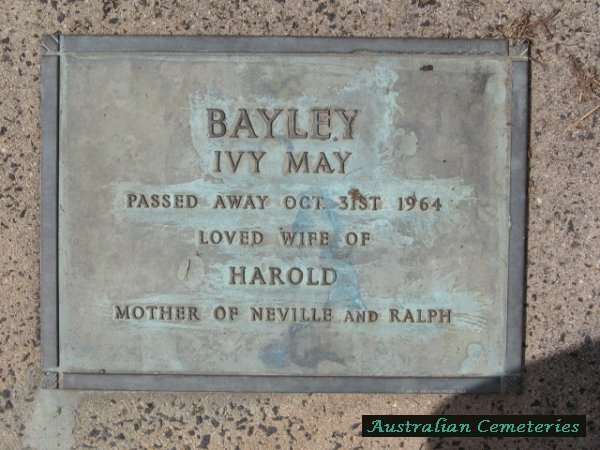 BAYLEY
IVY MAY
PASSED AWAY OCT. 31ST 1964
LOVED WIFE OF
HAROLD
MOTHER OF NEVILLE AND RALPH
Australian Cemeteries